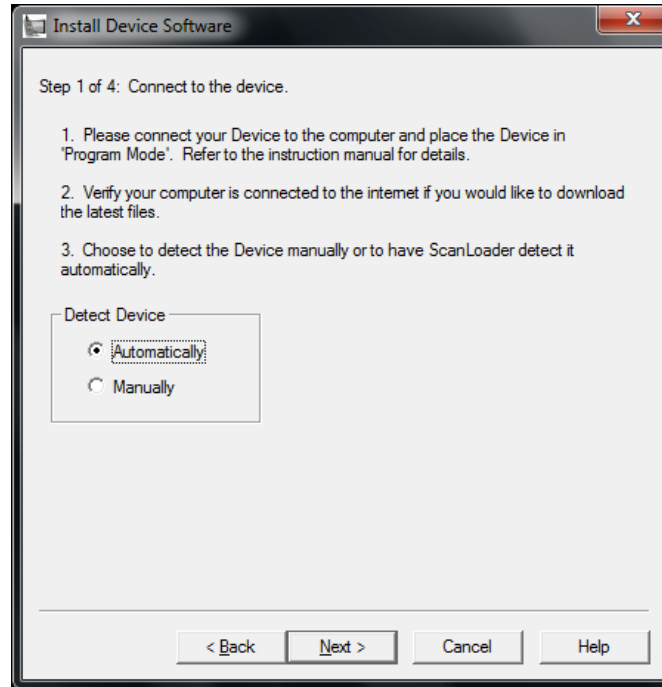 Install Device Software
Step 1 of 4:  Connect to the device.
1.  Please connect your Device to the computer and place the Device in
'Program Mode'.  Refer to the instruction manual for details.
2.  Verify your computer is connected to the internet if you would like to download
the latest files.
3.  Choose to detect the Device manually or to have ScanLoader detect it
automatically.
Detect Device
Automatically
Manually
< Back
Next >
Cancel
Help